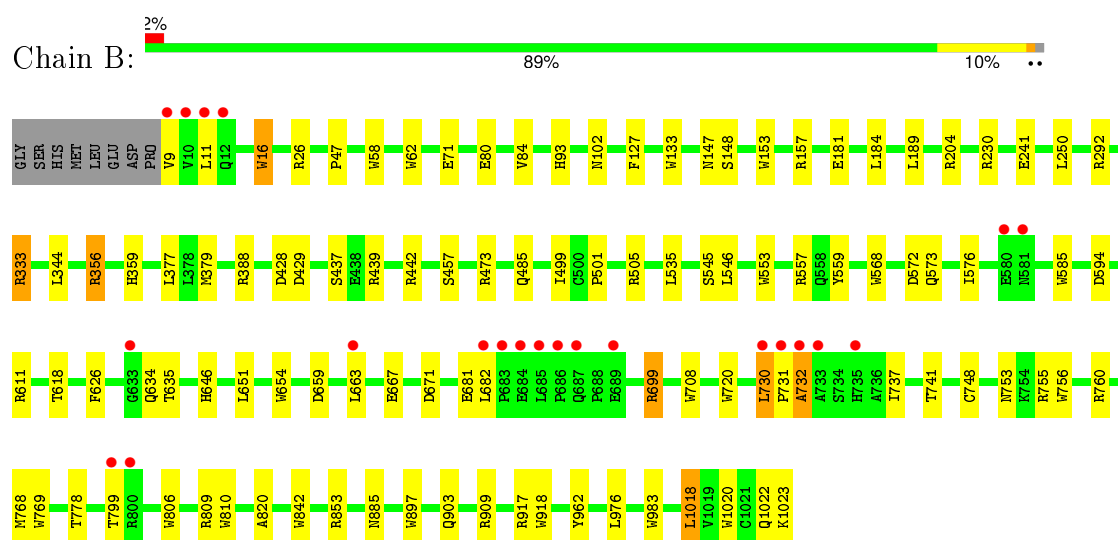 2%
Chain B:
89%
10%
GLY SER HIS MET LEU GLU ASP PRO V9 V10 L11 Q12 W16 R26 P47 W58 W62 E71 E80 V84 H93 N102 F127 W133 N147 S148 W153 R157 E181 L184 L189 R204 R230 E241 L250 R292
R333 L344 R356 H359 L377 L378 M379 R388 D428 D429 S437 E438 R439 R442 S457 R473 Q485 I499 C500 P501 R505 L535 S545 L546 W553 R557 Q558 Y559 W568 D572 Q573 I576 E580 N581 W585 D594
R611 T618 F626 G633 Q634 T635 H646 L651 W654 D659 L663 E667 D671 E681 L682 P683 E684 L685 P686 Q687 P688 E689 R699 W708 W720 L730 P731 A732 A733 S734 H735 A736 I737 T741 C748 N753 K754 R755 W756 R760
M768 W769 T778 T799 R800 W806 R809 W810 A820 W842 R853 N885 W897 Q903 R909 R917 W918 Y962 L976 W983 L1018 V1019 W1020 C1021 Q1022 K1023